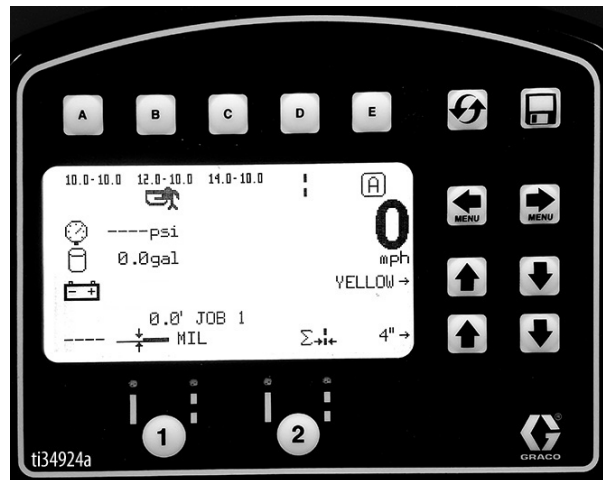 A B C D E
10.0-10.0 12.0-10.0 14.0-10.0 A
0
mph
----psi
0.0gal
YELLOW→
0.0' JOB 1
---- MIL Σ 4"→
MENU MENU
1 2
GRACO
ti34924a